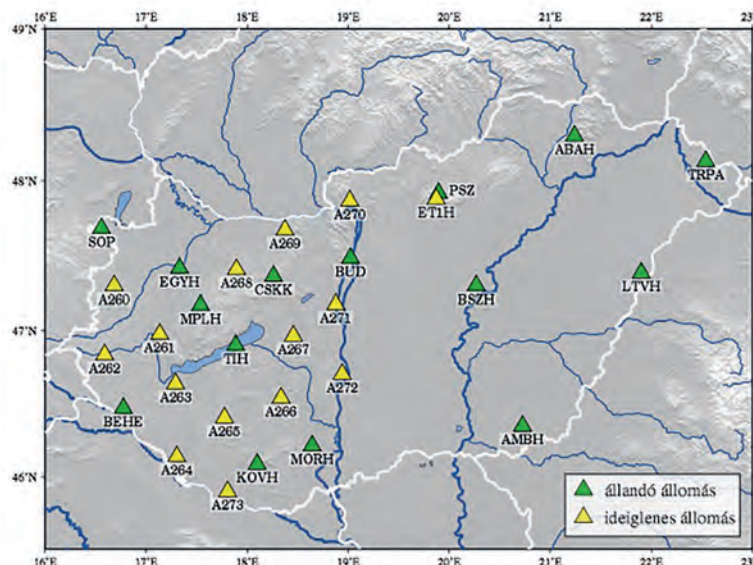 49°N
48°N
47°N
46°N
ABAH
TRPA
PSZ
ET1H
A270
SOP
A269
BUD
EGYH
A268
CSKK
A260
BSZH
LTVH
MPLH
A271
A261
TIH
A267
A262
A263
A272
A266
BEHE
A265
AMBH
MORH
A264
KOVH
A273
állandó állomás
ideiglenes állomás
16°E
17°E
18°E
19°E
20°E
21°E
22°E